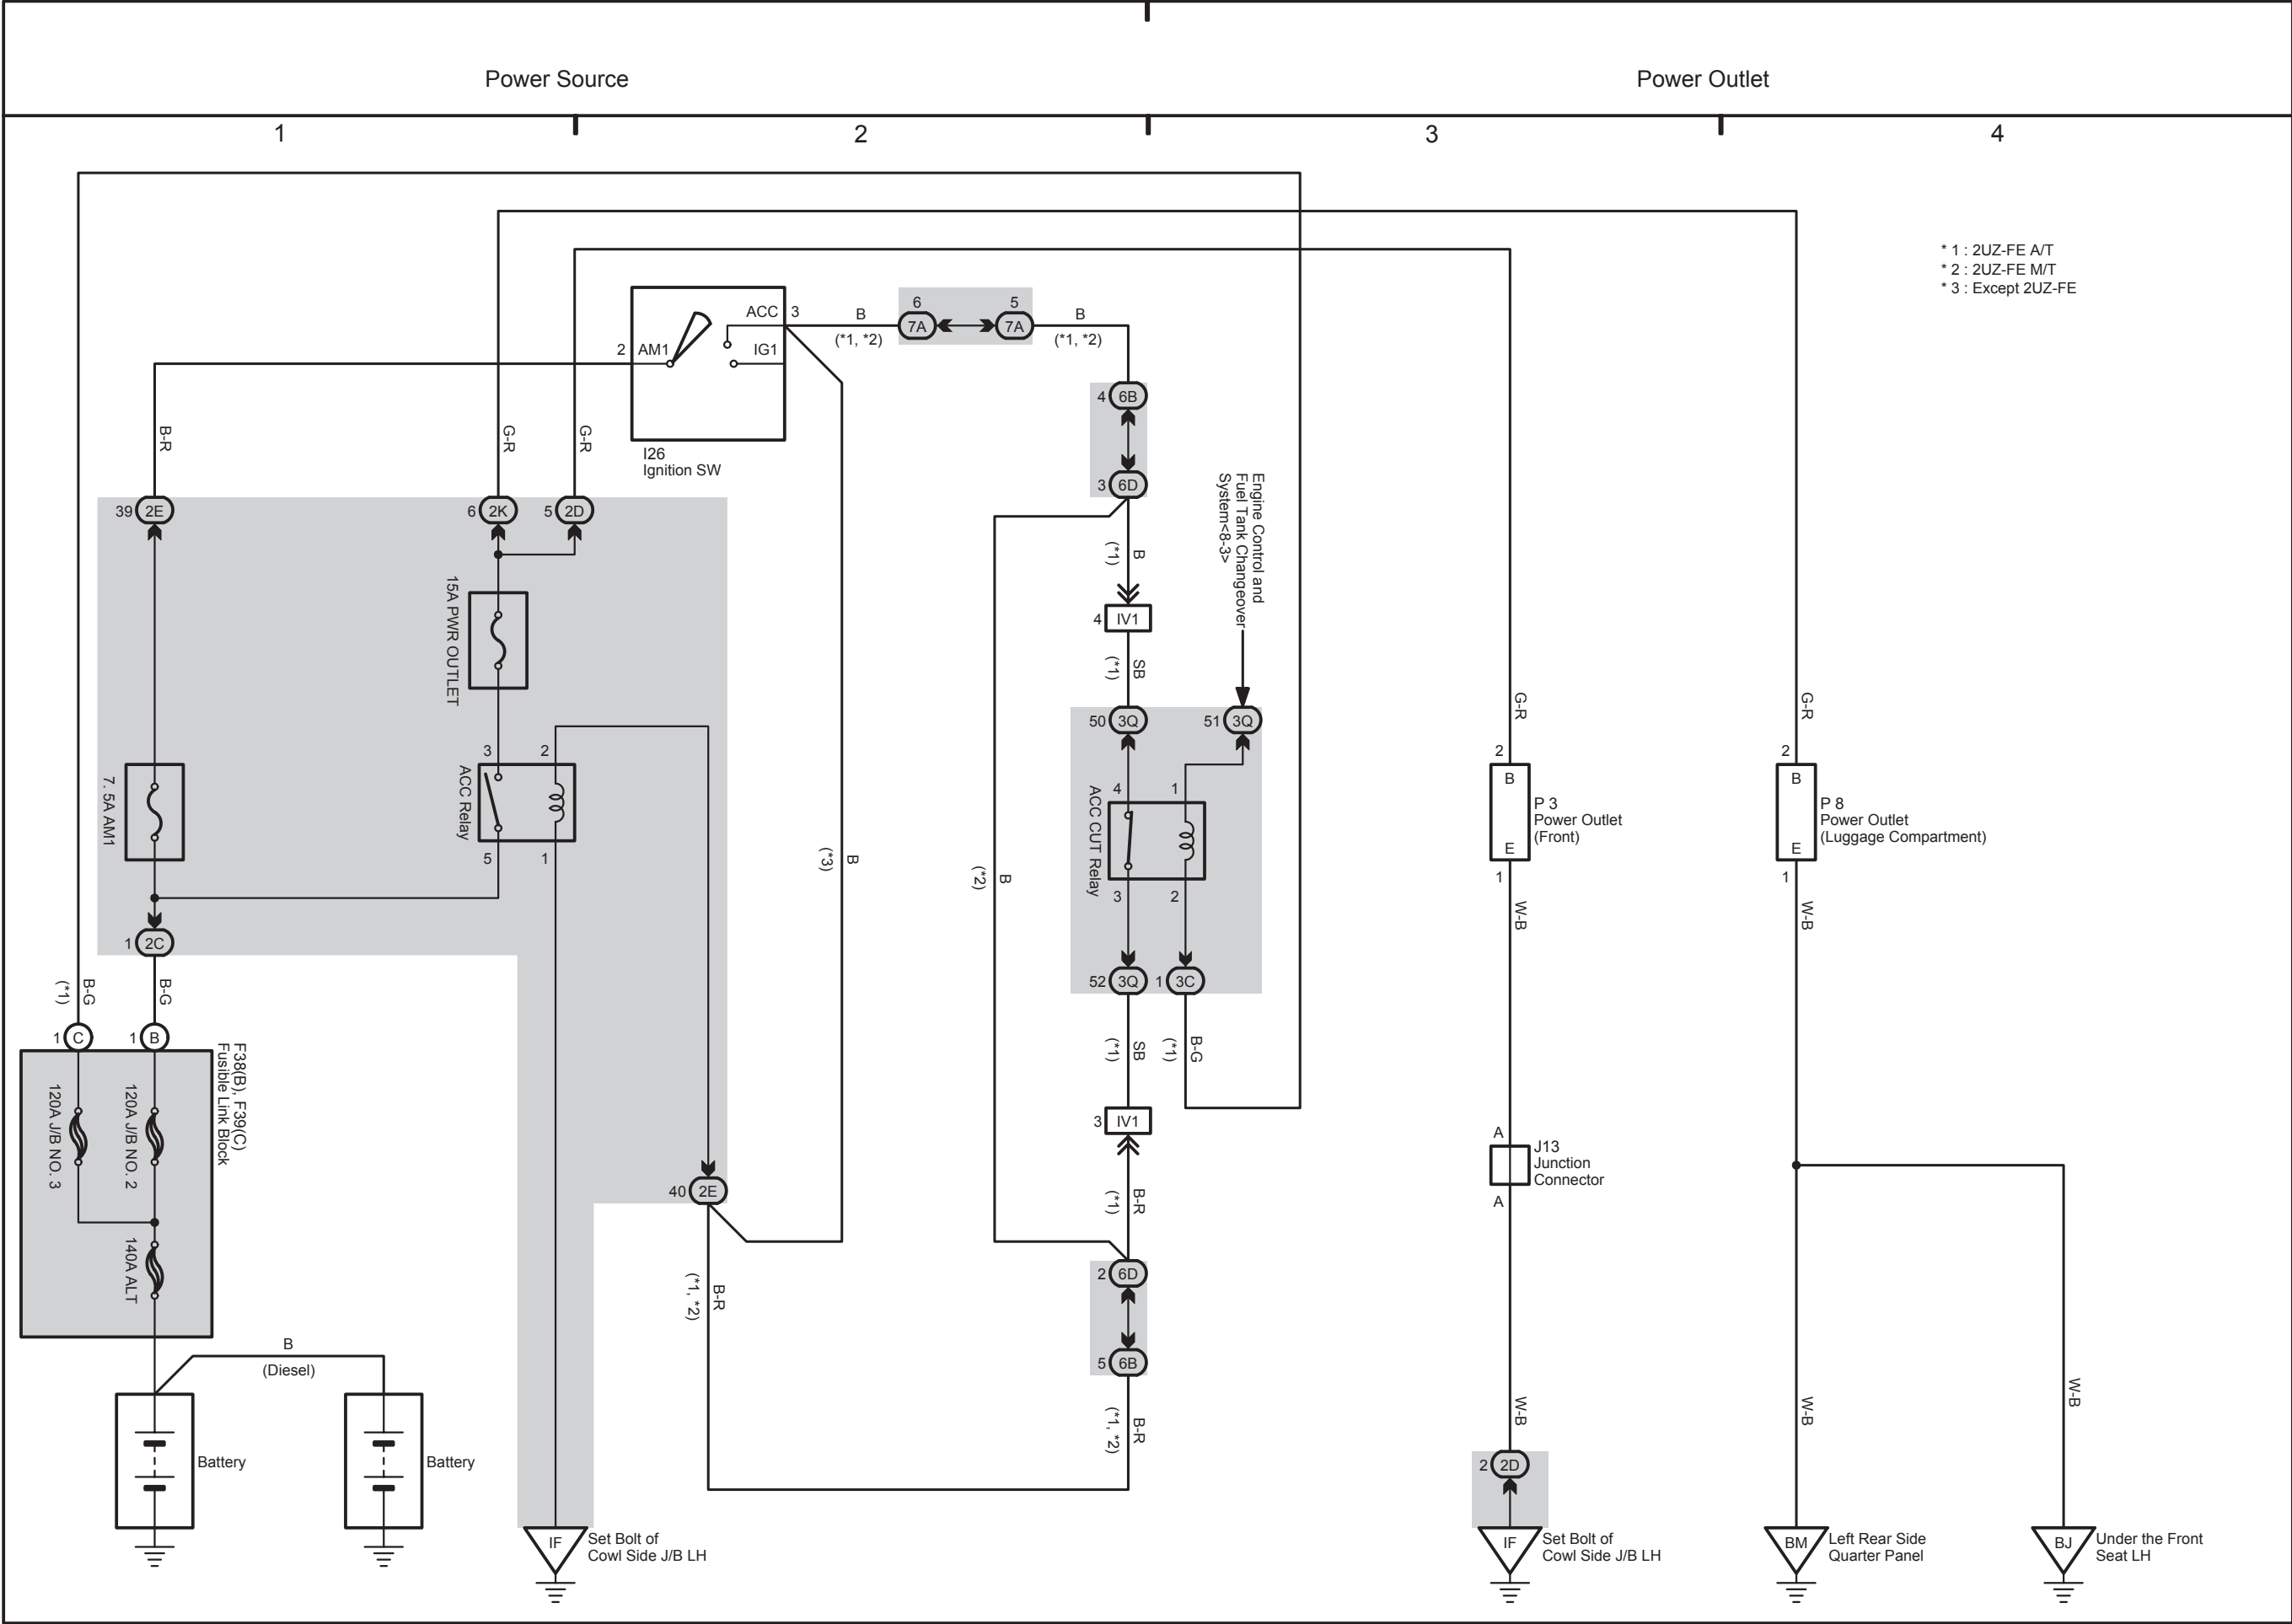 Power Source
Power Outlet
1
2
3
4
* 1 : 2UZ-FE A/T
* 2 : 2UZ-FE M/T
* 3 : Except 2UZ-FE
ACC
3
2
AM1
IG1
I26
Ignition SW
B
(*1, *2)
6
7A
5
7A
B
(*1, *2)
4
6B
3
6D
B-R
G-R
G-R
39
2E
6
2K
5
2D
15A PWR OUTLET
7. 5A AM1
3
2
ACC Relay
5
1
1
2C
B-G
(*1)
B-G
1
C
1
B
F38(B), F39(C)
Fusible Link Block
120A J/B NO. 3
120A J/B NO. 2
140A ALT
B
(Diesel)
Battery
Battery
IF
Set Bolt of
Cowl Side J/B LH
40
2E
B
(*3)
B-R
(*1, *2)
B
(*2)
B
(*1)
4
IV1
SB
(*1)
Engine Control and
Fuel Tank Changeover
System<8-3>
50
3Q
51
3Q
4
1
ACC CUT Relay
3
2
52
3Q
1
3C
SB
(*1)
B-G
(*1)
3
IV1
B-R
(*1)
2
6D
5
6B
B-R
(*1, *2)
G-R
2
B
P 3
Power Outlet
(Front)
E
1
W-B
A
J13
Junction
Connector
A
W-B
2
2D
IF
Set Bolt of
Cowl Side J/B LH
G-R
2
B
P 8
Power Outlet
(Luggage Compartment)
E
1
W-B
W-B
W-B
BM
Left Rear Side
Quarter Panel
BJ
Under the Front
Seat LH